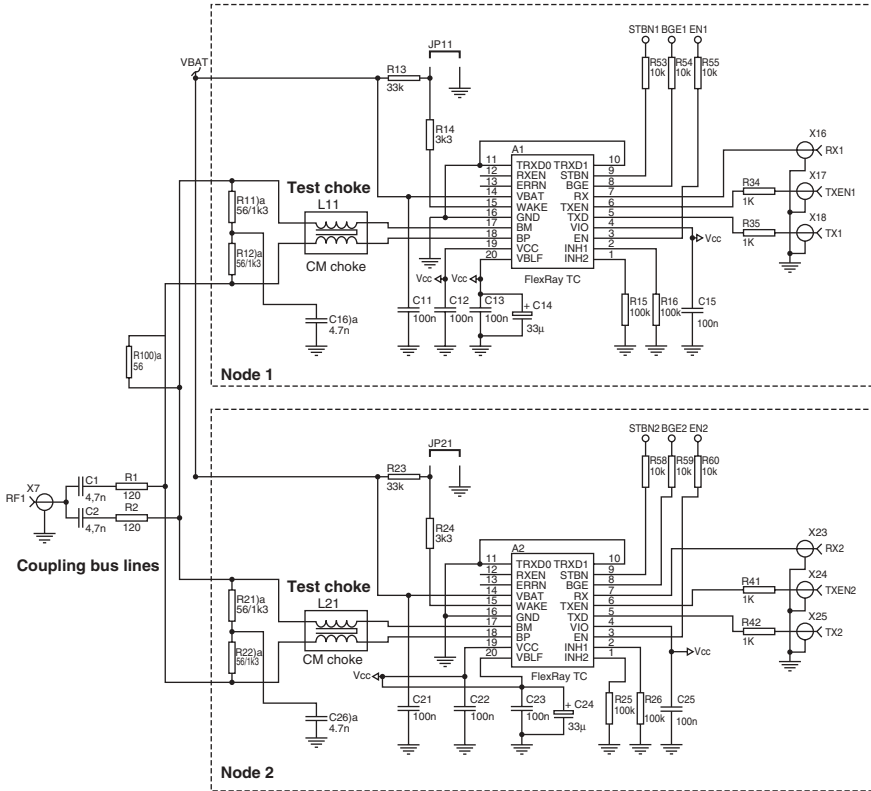 STBN1 BGE1 EN1
JP11
VBAT
R13
33k
R53
10k
R54
10k
R55
10k
R14
3k3
X16
RX1
A1
11 TRXD0 TRXD1 10
12 RXEN STBN 9
13 ERRN BGE 8
14 VBAT RX 7
15 WAKE TXEN 6
16 GND TXD 5
17 BM VIO 4
18 BP EN 3
19 VCC INH1 2
20 VBLF INH2 1
FlexRay TC
X17
R34
TXEN1
1K
X18
R35
TX1
1K
Test choke
L11
CM choke
R11)a
56/1k3
R12)a
56/1k3
Vcc
Vcc
Vcc
C16)a
4.7n
C11
100n
C12
100n
C13
100n
+ C14
33µ
R15
100k
R16
100k
C15
100n
R100)a
56
Node 1
STBN2 BGE2 EN2
JP21
R23
33k
R58
10k
R59
10k
R60
10k
X7
RF1
C1
4,7n
R1
120
C2
4,7n
R2
120
Coupling bus lines
R24
3k3
X23
RX2
A2
11 TRXD0 TRXD1 10
12 RXEN STBN 9
13 ERRN BGE 8
14 VBAT RX 7
15 WAKE TXEN 6
16 GND TXD 5
17 BM VIO 4
18 BP EN 3
19 VCC INH1 2
20 VBLF INH2 1
FlexRay TC
X24
R41
TXEN2
1K
X25
R42
TX2
1K
Test choke
L21
CM choke
R21)a
56/1k3
R22)a
56/1k3
Vcc
Vcc
C26)a
4.7n
C21
100n
C22
100n
C23
100n
+ C24
33µ
R25
100k
R26
100k
C25
100n
Node 2